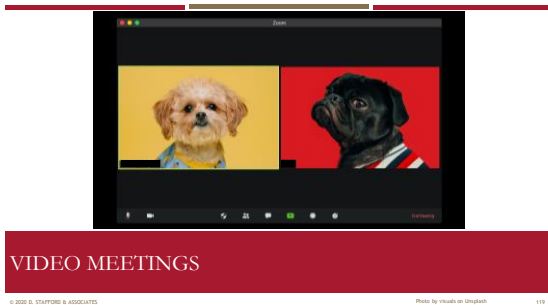 Zoom
VIDEO MEETINGS
© 2020 D. STAFFORD & ASSOCIATES
Photo by visuals on Unsplash
119